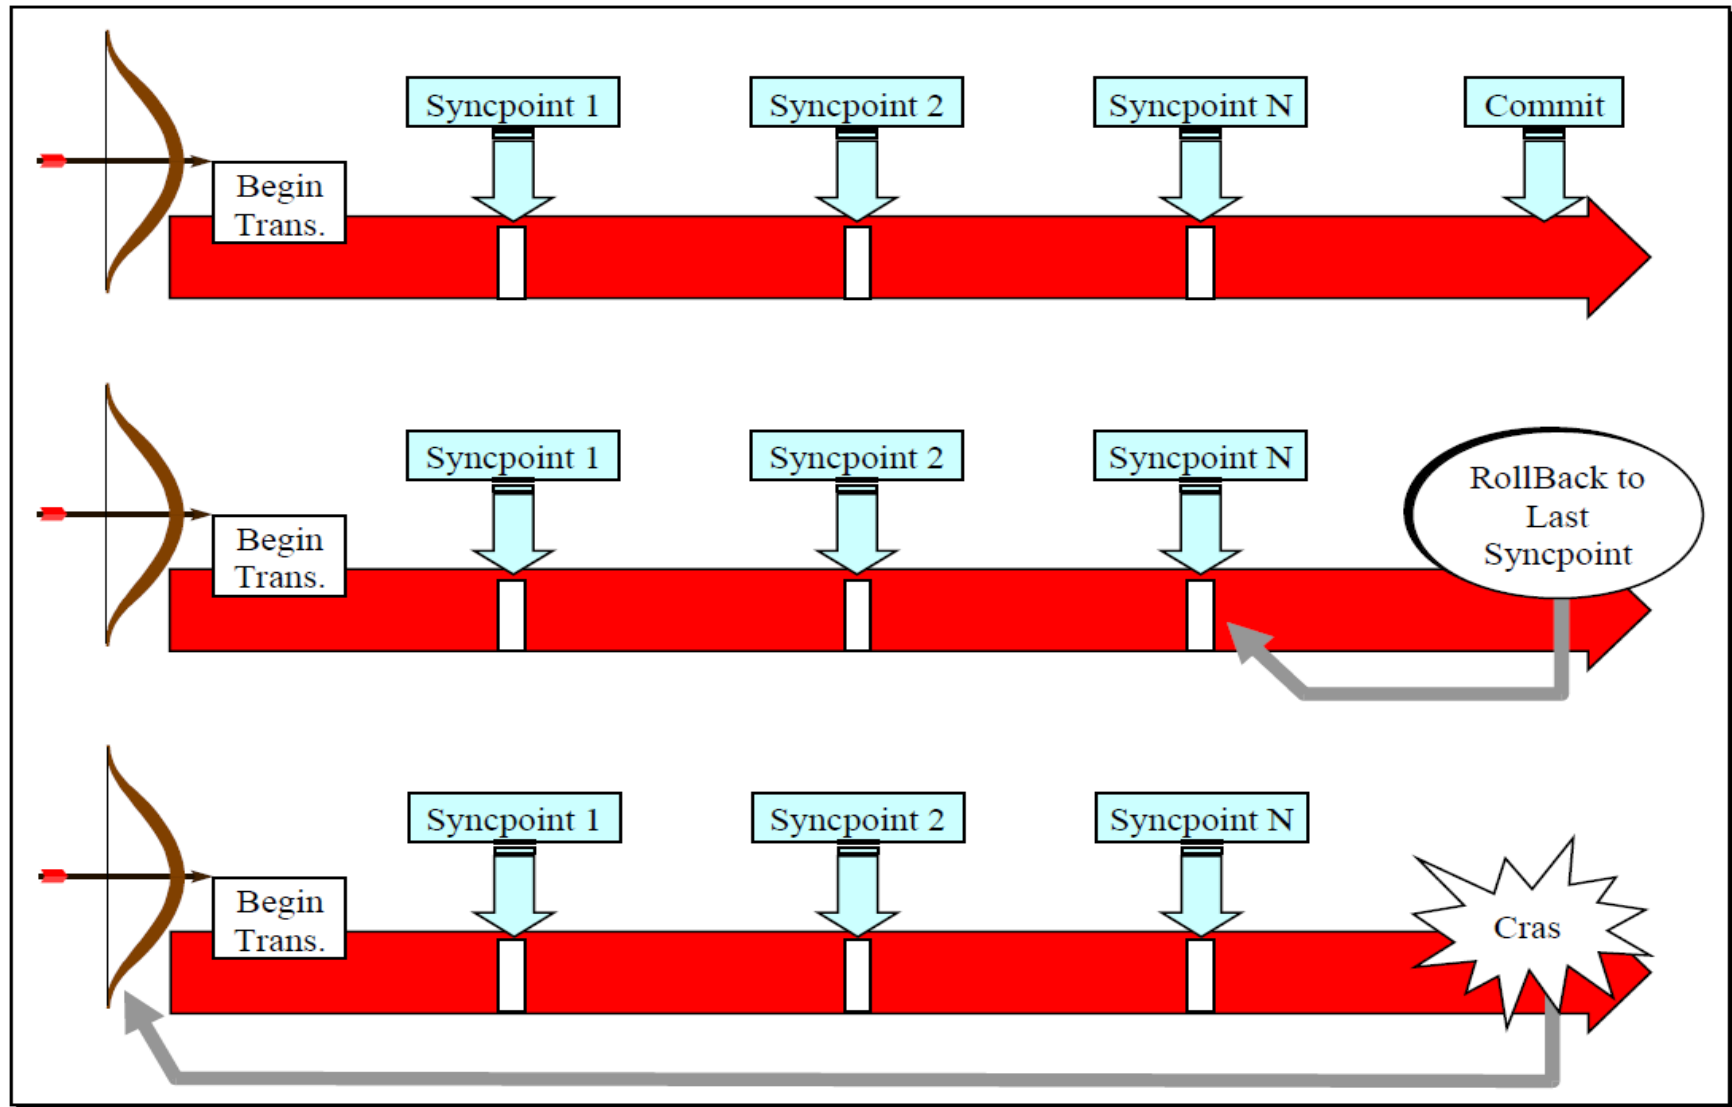 Syncpoint 1
Syncpoint 2
Syncpoint N
Commit
Begin
Trans.
Syncpoint 1
Syncpoint 2
Syncpoint N
RollBack to
Last
Syncpoint
Begin
Trans.
Syncpoint 1
Syncpoint 2
Syncpoint N
Begin
Trans.
Cras